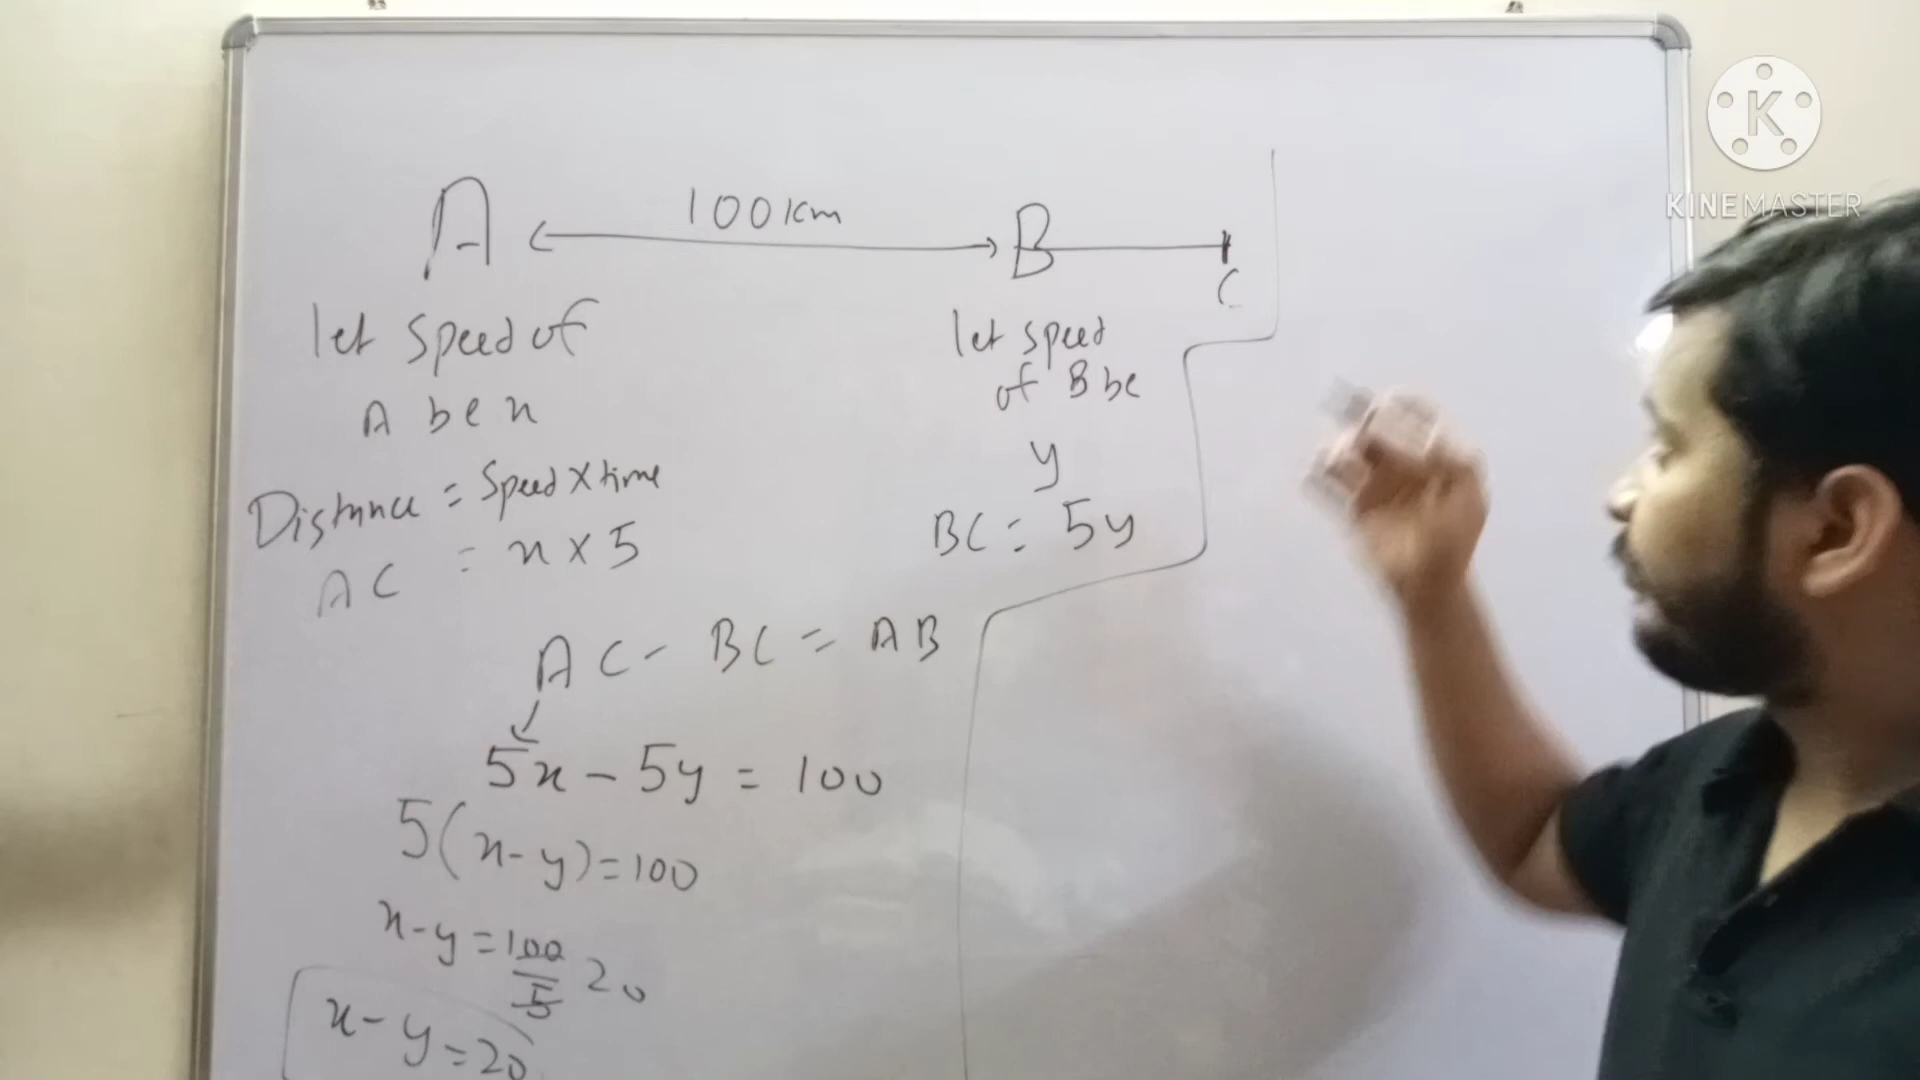 K
KINEMASTER
A 100 km B
C
let speed of
A be x
Distance = Speed x time
AC = x x 5
let speed
of B be
y
BC = 5y
AC - BC = AB
5x - 5y = 100
5(x - y) = 100
x - y = 100/5 20
x - y = 20